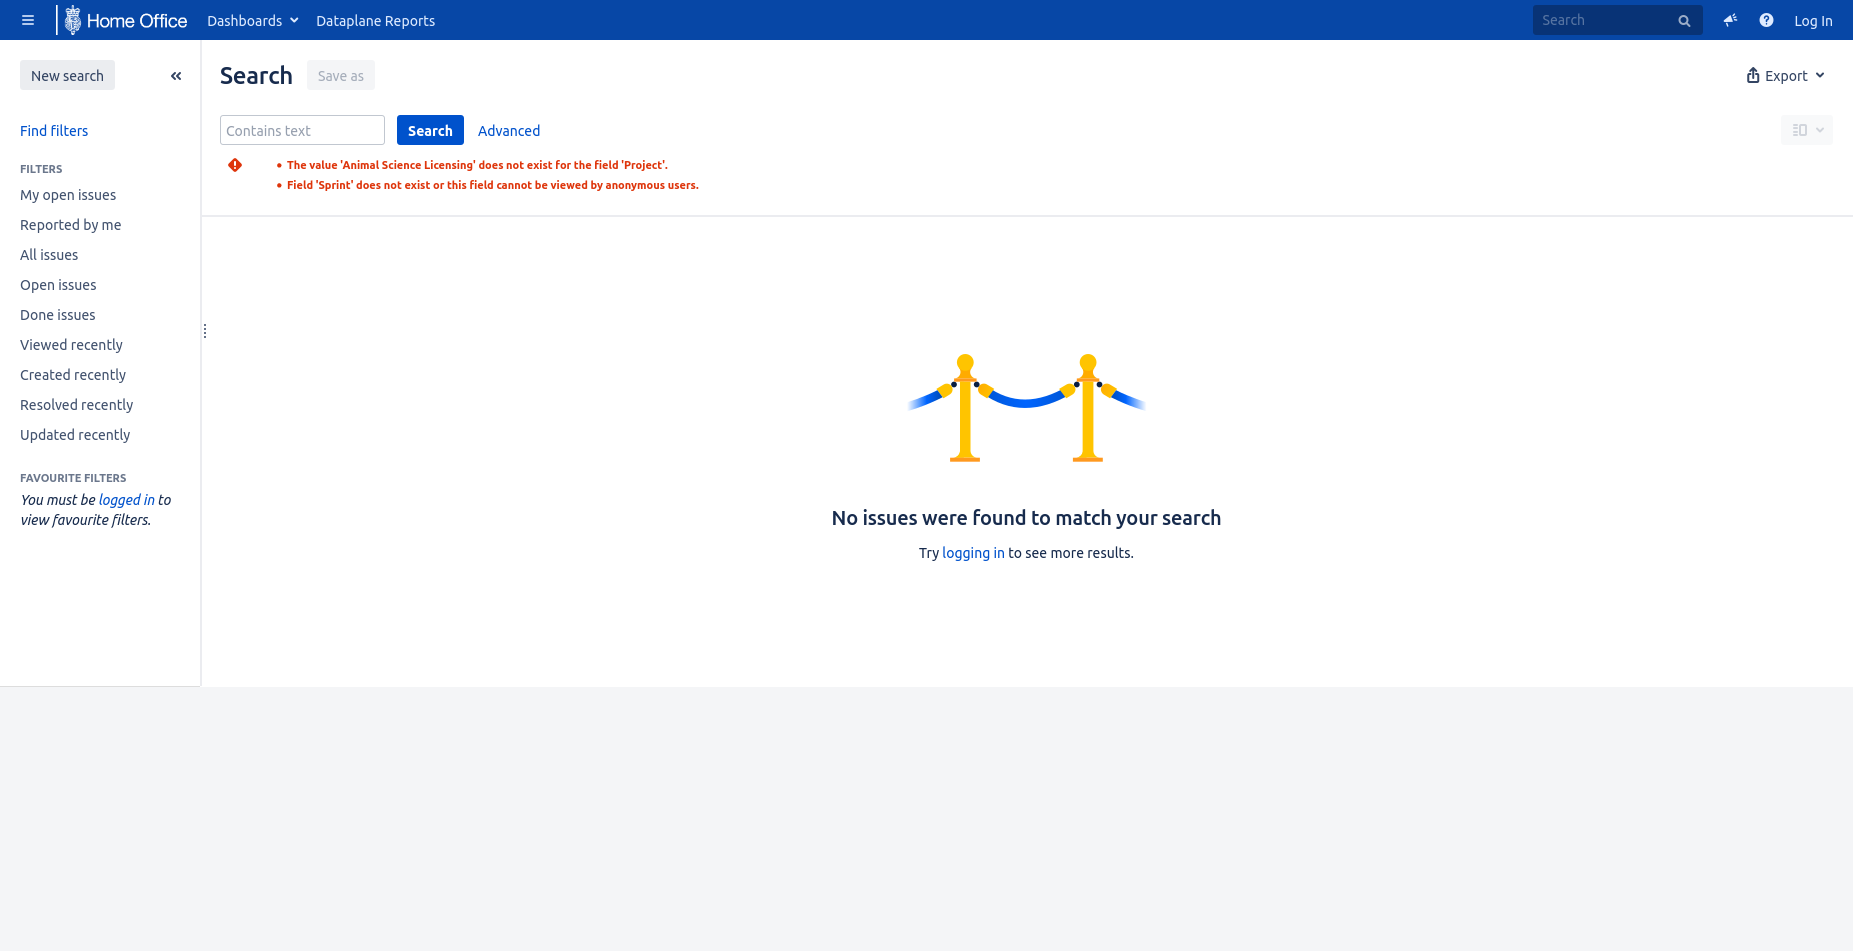 Home Office Dashboards Dataplane Reports Search Log In
New search
Find filters
FILTERS
My open issues
Reported by me
All issues
Open issues
Done issues
Viewed recently
Created recently
Resolved recently
Updated recently
FAVOURITE FILTERS
You must be logged in to
view favourite filters.
Search Save as Export
Contains text Search Advanced
• The value 'Animal Science Licensing' does not exist for the field 'Project'.
• Field 'Sprint' does not exist or this field cannot be viewed by anonymous users.
No issues were found to match your search
Try logging in to see more results.